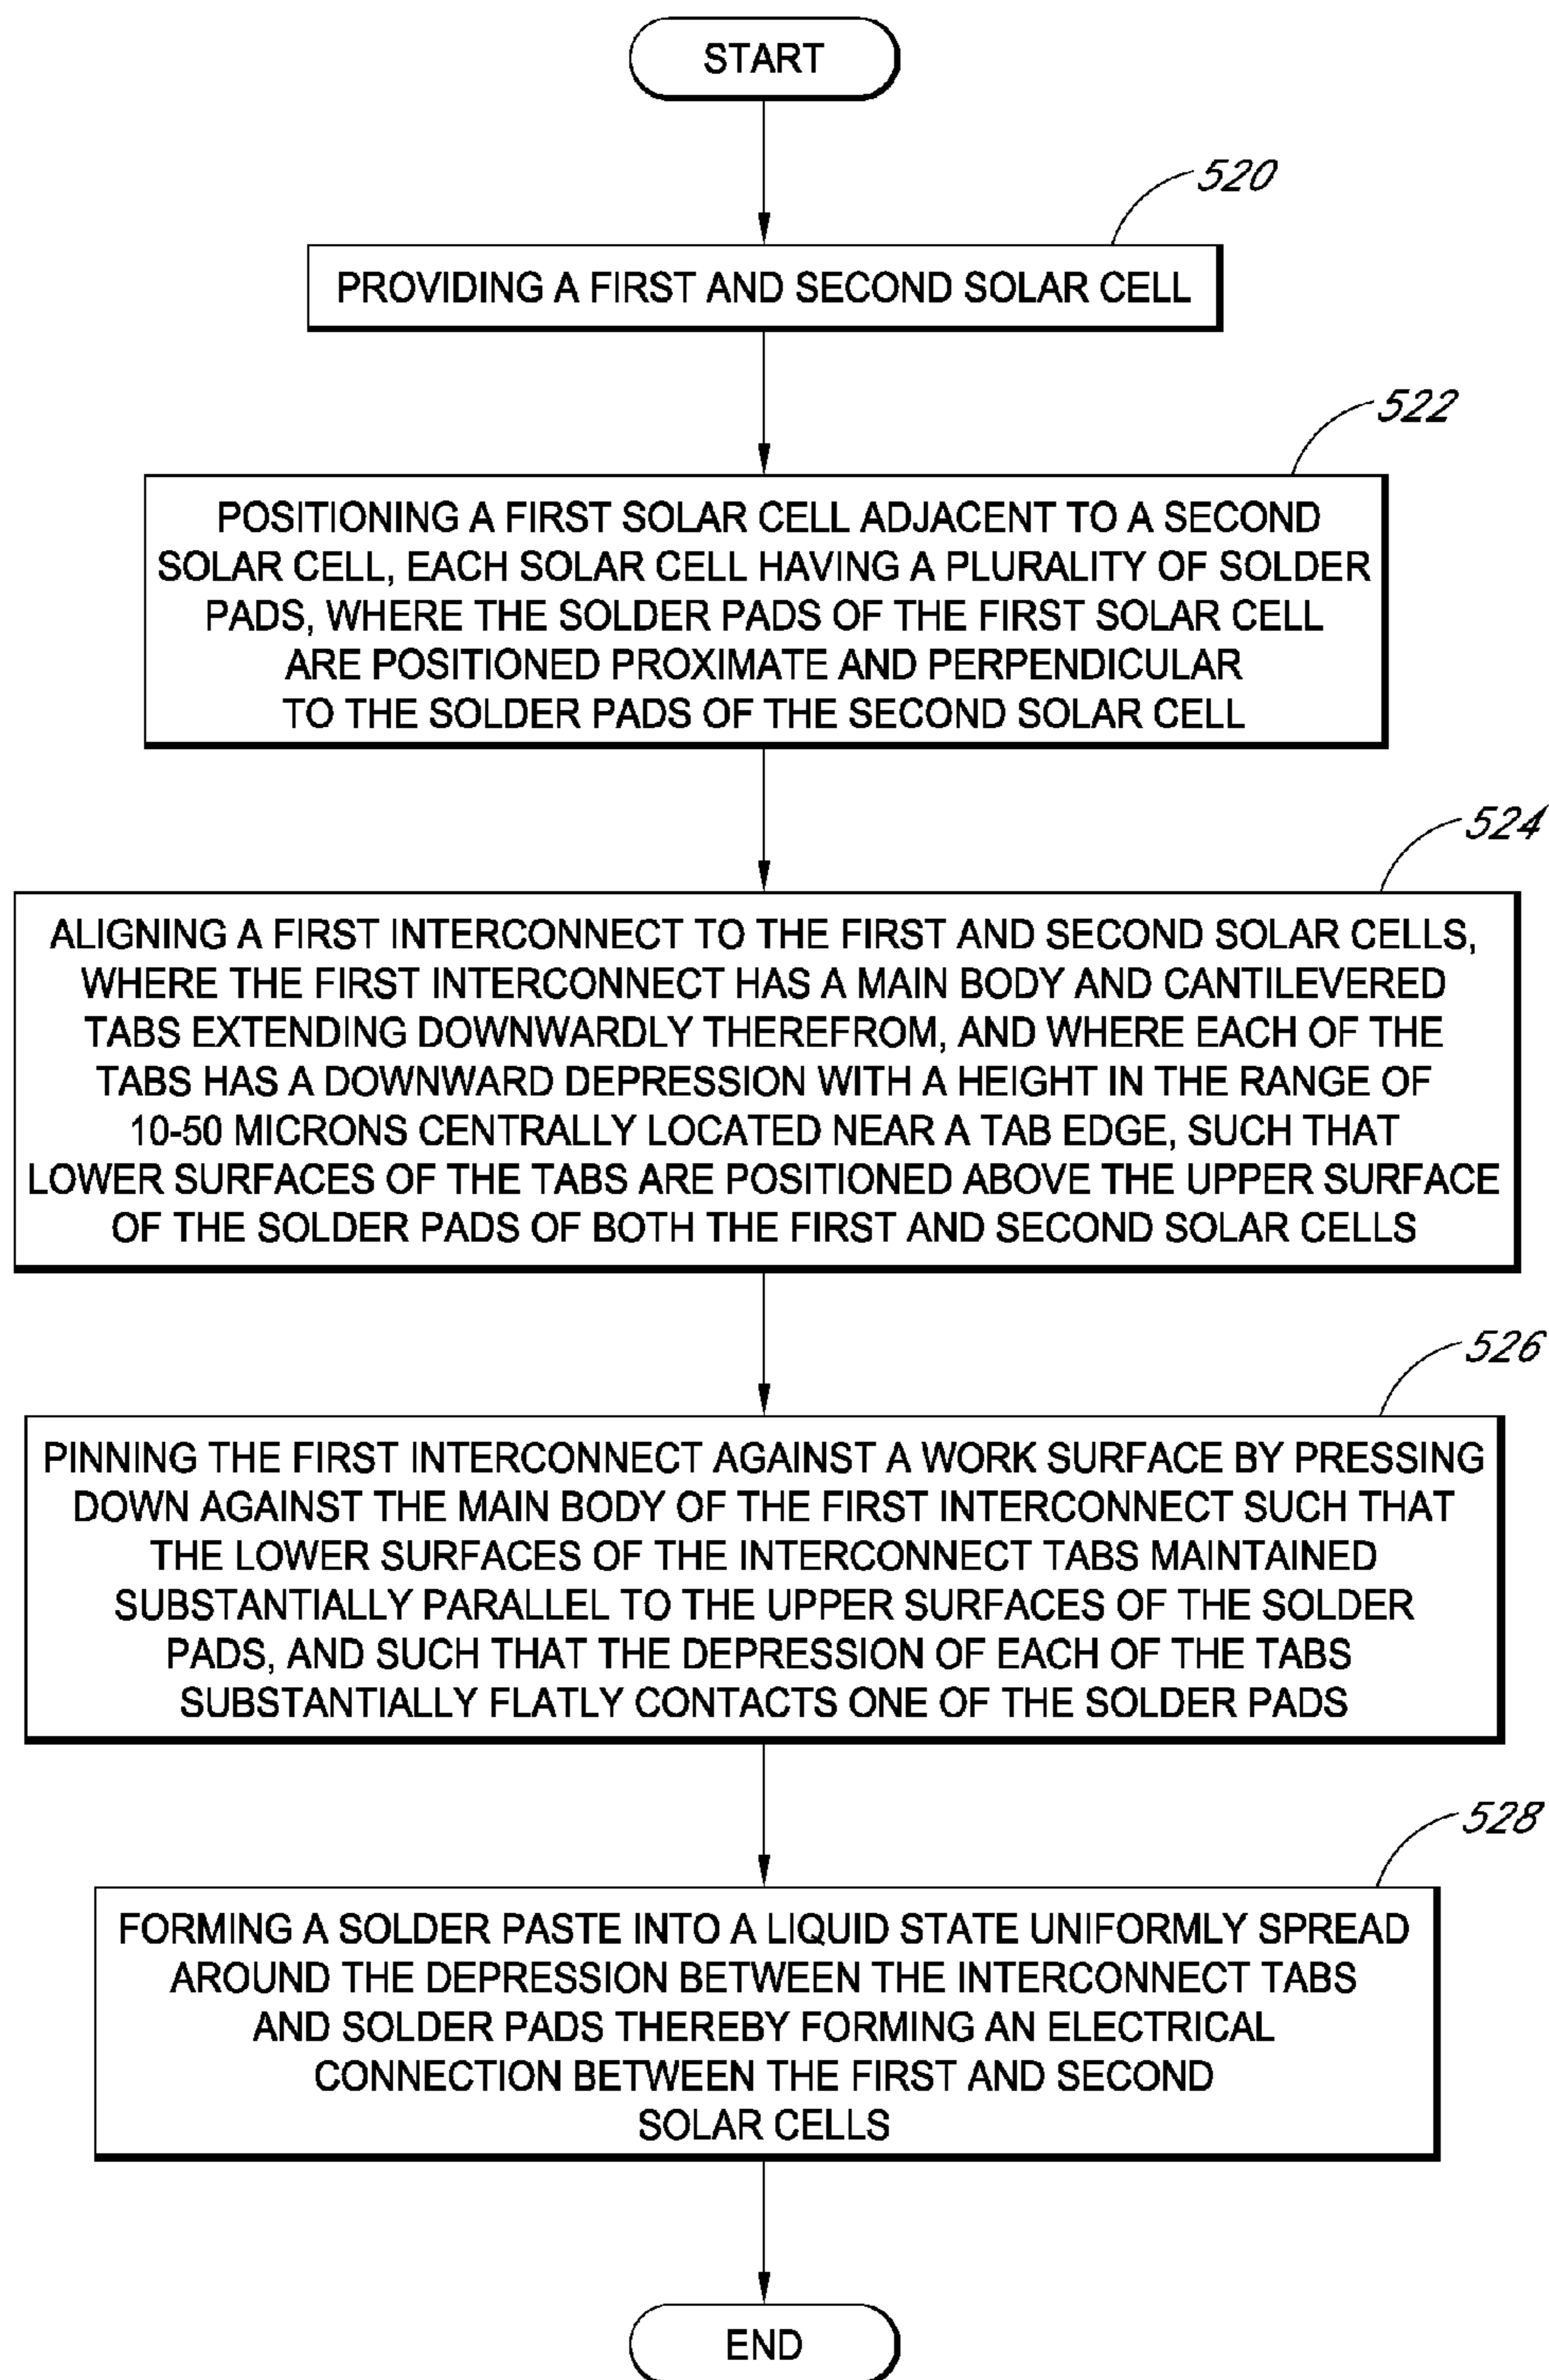 START
520
PROVIDING A FIRST AND SECOND SOLAR CELL
522
POSITIONING A FIRST SOLAR CELL ADJACENT TO A SECOND
SOLAR CELL, EACH SOLAR CELL HAVING A PLURALITY OF SOLDER
PADS, WHERE THE SOLDER PADS OF THE FIRST SOLAR CELL
ARE POSITIONED PROXIMATE AND PERPENDICULAR
TO THE SOLDER PADS OF THE SECOND SOLAR CELL
524
ALIGNING A FIRST INTERCONNECT TO THE FIRST AND SECOND SOLAR CELLS,
WHERE THE FIRST INTERCONNECT HAS A MAIN BODY AND CANTILEVERED
TABS EXTENDING DOWNWARDLY THEREFROM, AND WHERE EACH OF THE
TABS HAS A DOWNWARD DEPRESSION WITH A HEIGHT IN THE RANGE OF
10-50 MICRONS CENTRALLY LOCATED NEAR A TAB EDGE, SUCH THAT
LOWER SURFACES OF THE TABS ARE POSITIONED ABOVE THE UPPER SURFACE
OF THE SOLDER PADS OF BOTH THE FIRST AND SECOND SOLAR CELLS
526
PINNING THE FIRST INTERCONNECT AGAINST A WORK SURFACE BY PRESSING
DOWN AGAINST THE MAIN BODY OF THE FIRST INTERCONNECT SUCH THAT
THE LOWER SURFACES OF THE INTERCONNECT TABS MAINTAINED
SUBSTANTIALLY PARALLEL TO THE UPPER SURFACES OF THE SOLDER
PADS, AND SUCH THAT THE DEPRESSION OF EACH OF THE TABS
SUBSTANTIALLY FLATLY CONTACTS ONE OF THE SOLDER PADS
528
FORMING A SOLDER PASTE INTO A LIQUID STATE UNIFORMLY SPREAD
AROUND THE DEPRESSION BETWEEN THE INTERCONNECT TABS
AND SOLDER PADS THEREBY FORMING AN ELECTRICAL
CONNECTION BETWEEN THE FIRST AND SECOND
SOLAR CELLS
END